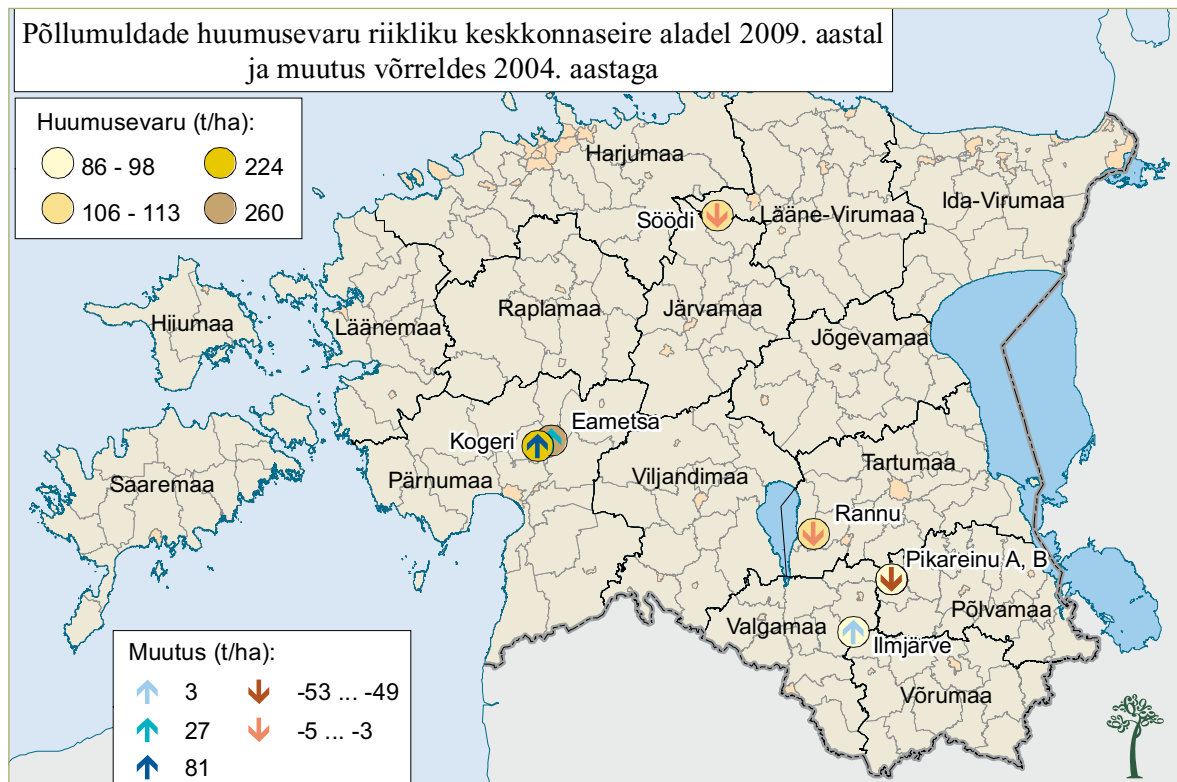 Põllumuldade huumusevaru riikliku keskkonnaseire aladel 2009. aastal
ja muutus võrreldes 2004. aastaga
Huumusevaru (t/ha):
86 - 98
224
106 - 113
260
Harjumaa
Söödi
Lääne-Virumaa
Ida-Virumaa
Hiiumaa
Läänemaa
Raplamaa
Järvamaa
Jõgevamaa
Kogeri
Eametsa
Saaremaa
Pärnumaa
Viljandimaa
Tartumaa
Rannu
Pikareinu A, B
Põlvamaa
Valgamaa
Ilmjärve
Võrumaa
Muutus (t/ha):
3
-53 ... -49
27
-5 ... -3
81